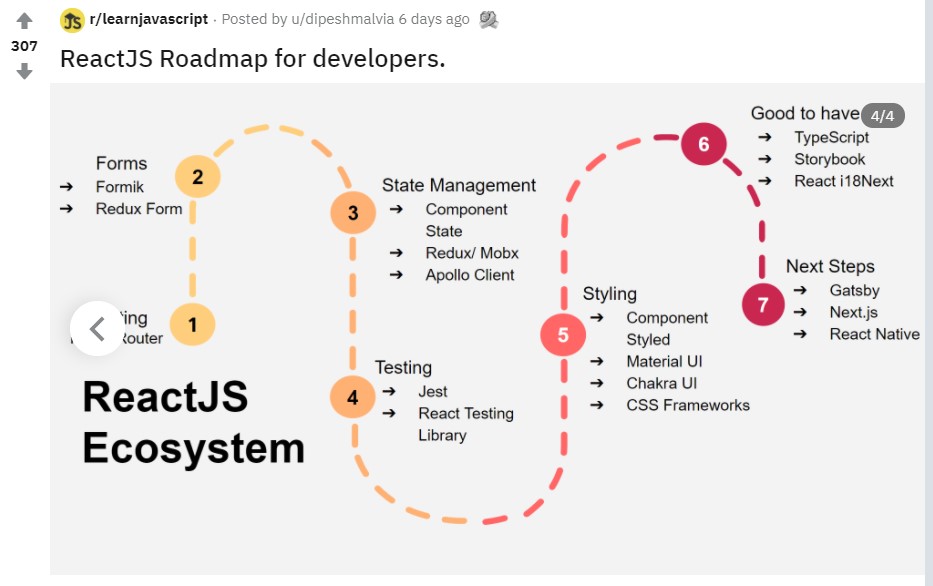 r/learnjavascript · Posted by u/dipeshmalvia 6 days ago
307
ReactJS Roadmap for developers.
4/4
1
ting
Router
2
Forms
➔ Formik
➔ Redux Form
3
State Management
➔ Component
State
➔ Redux/ Mobx
➔ Apollo Client
4
Testing
➔ Jest
➔ React Testing
Library
5
Styling
➔ Component
Styled
➔ Material UI
➔ Chakra UI
➔ CSS Frameworks
6
Good to have
➔ TypeScript
➔ Storybook
➔ React i18Next
7
Next Steps
➔ Gatsby
➔ Next.js
➔ React Native
ReactJS
Ecosystem